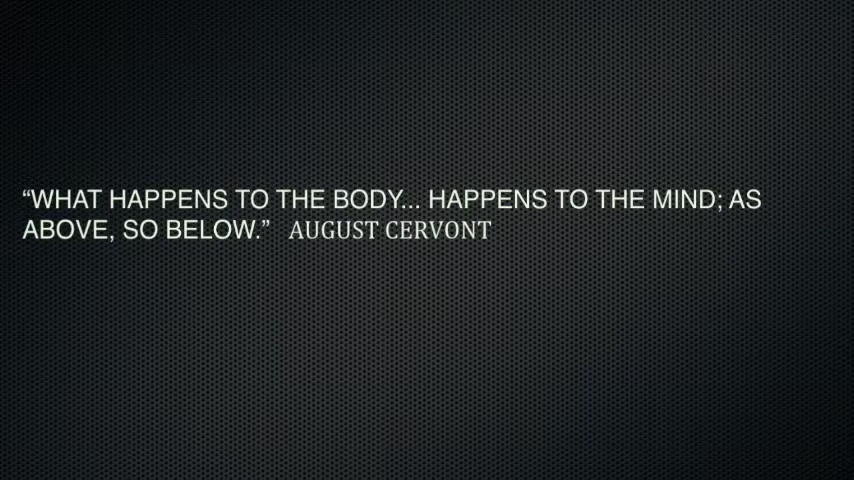 “WHAT HAPPENS TO THE BODY... HAPPENS TO THE MIND; AS
ABOVE, SO BELOW.” AUGUST CERVONT